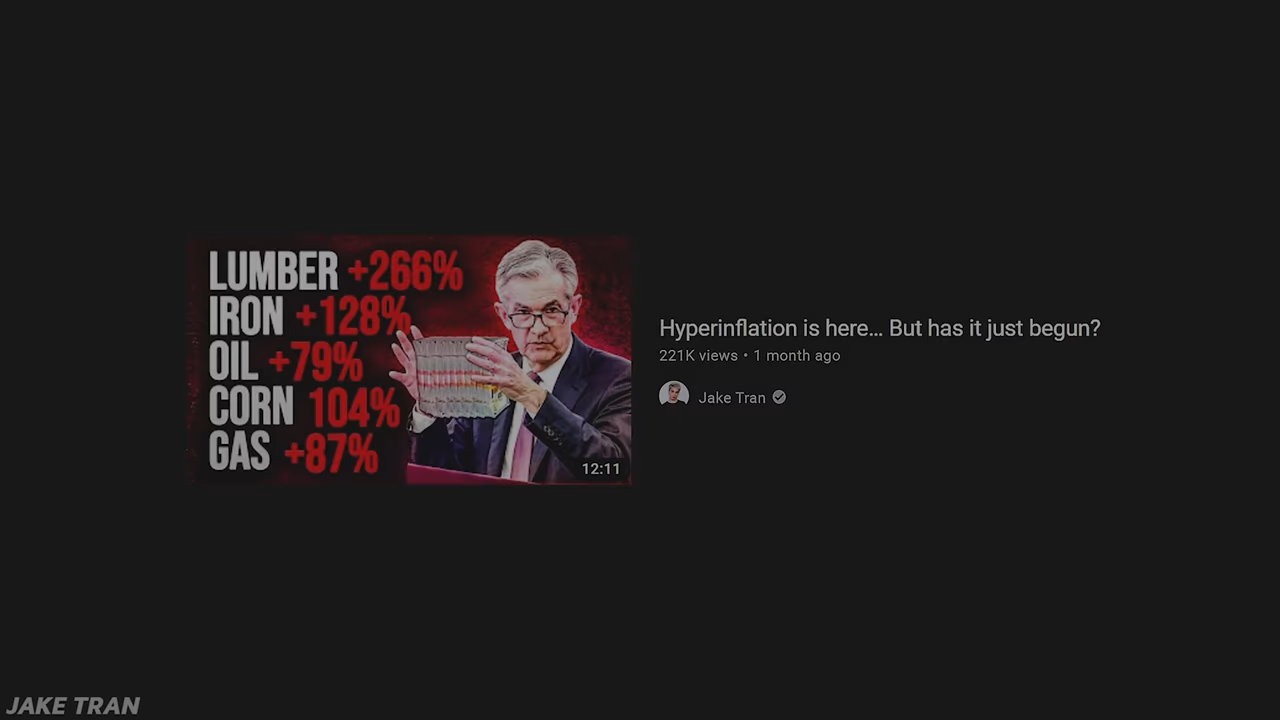 LUMBER +266%
IRON +128%
OIL +79%
CORN 104%
GAS +87%
12:11
Hyperinflation is here... But has it just begun?
221K views • 1 month ago
Jake Tran
JAKE TRAN